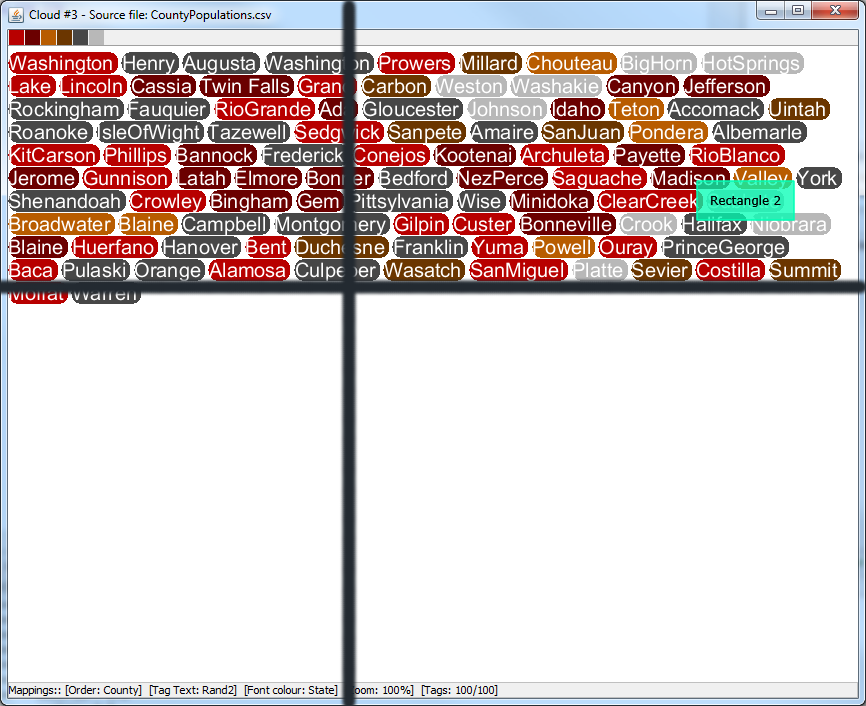 Cloud #3 - Source file: CountyPopulations.csv
Washington Henry Augusta Washington Prowers Millard Chouteau BigHorn HotSprings
Lake Lincoln Cassia Twin Falls Grand Carbon Weston Washakie Canyon Jefferson
Rockingham Fauquier RioGrande Gloucester Johnson Idaho Teton Accomack Uintah
Roanoke IsleOfWight Tazewell Sedgwick Sanpete Amaire SanJuan Pondera Albemarle
KitCarson Phillips Bannock Frederick Conejos Kootenai Archuleta Payette RioBlanco
Jerome Gunnison Latah Elmore Bonner Bedford NezPerce Saguache Madison Valley York
Shenandoah Crowley Bingham Gem Pittsylvania Wise Minidoka ClearCreek Rectangle 2
Broadwater Blaine Campbell Montgomery Gilpin Custer Bonneville Crook Halifax Niobrara
Blaine Huerfano Hanover Bent Duchesne Franklin Yuma Powell Ouray PrinceGeorge
Baca Pulaski Orange Alamosa Culpeper Wasatch SanMiguel Platte Sevier Costilla Summit
Moffat Warren
Mappings:: [Order: County] [Tag Text: Rand2] [Font colour: State] 100%] [Tags: 100/100]